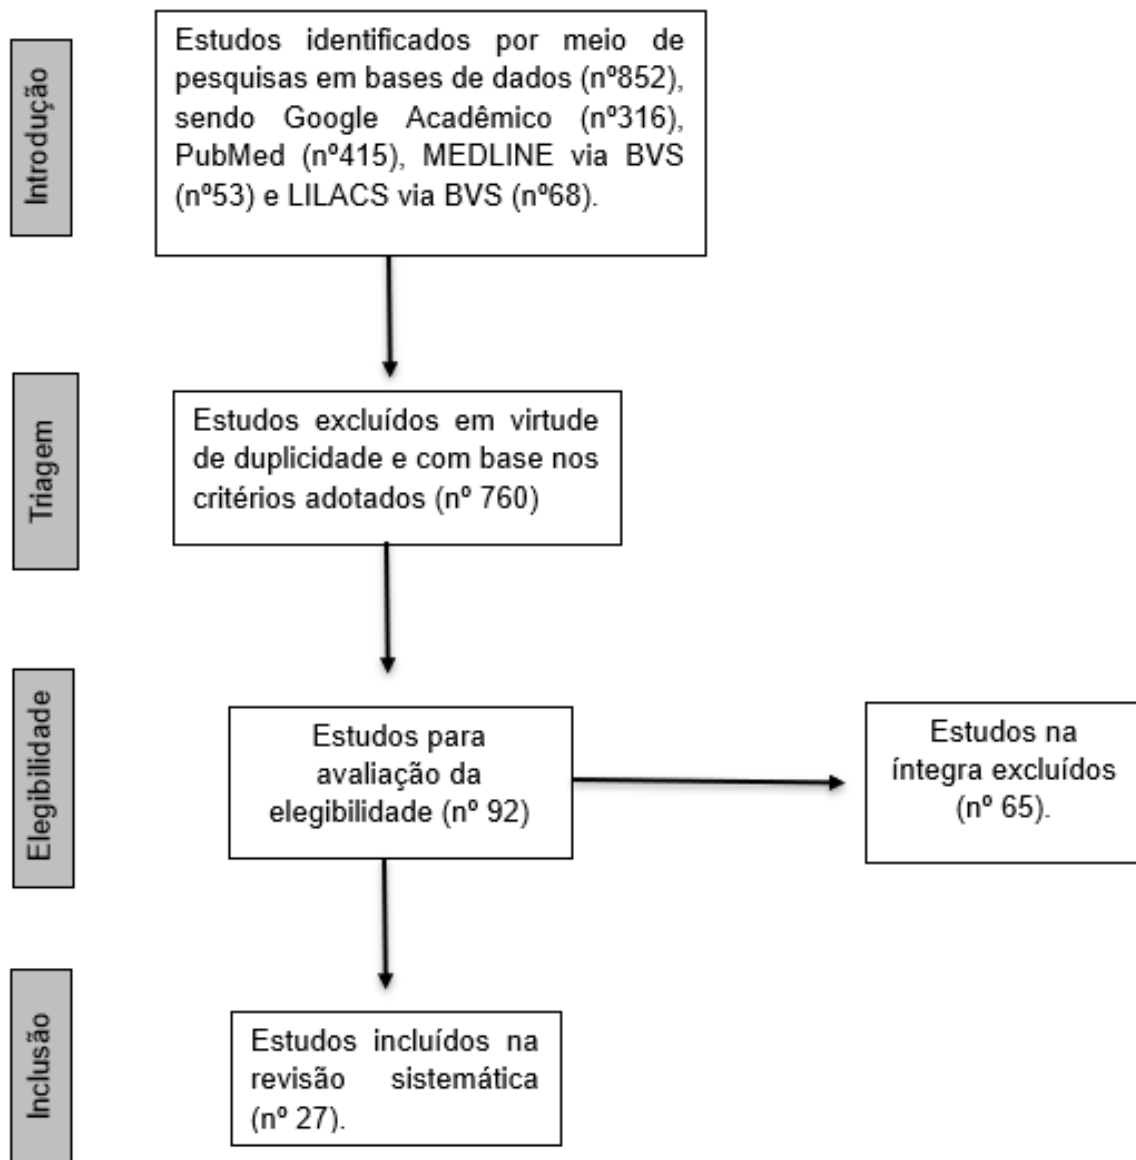 Introdução
Estudos identificados por meio de
pesquisas em bases de dados (nº852),
sendo Google Acadêmico (nº316),
PubMed (nº415), MEDLINE via BVS
(nº53) e LILACS via BVS (nº68).
Triagem
Estudos excluídos em virtude
de duplicidade e com base nos
critérios adotados (nº 760)
Elegibilidade
Estudos para
avaliação da
elegibilidade (nº 92)
Estudos na
íntegra excluídos
(nº 65).
Inclusão
Estudos incluídos na
revisão sistemática
(nº 27).